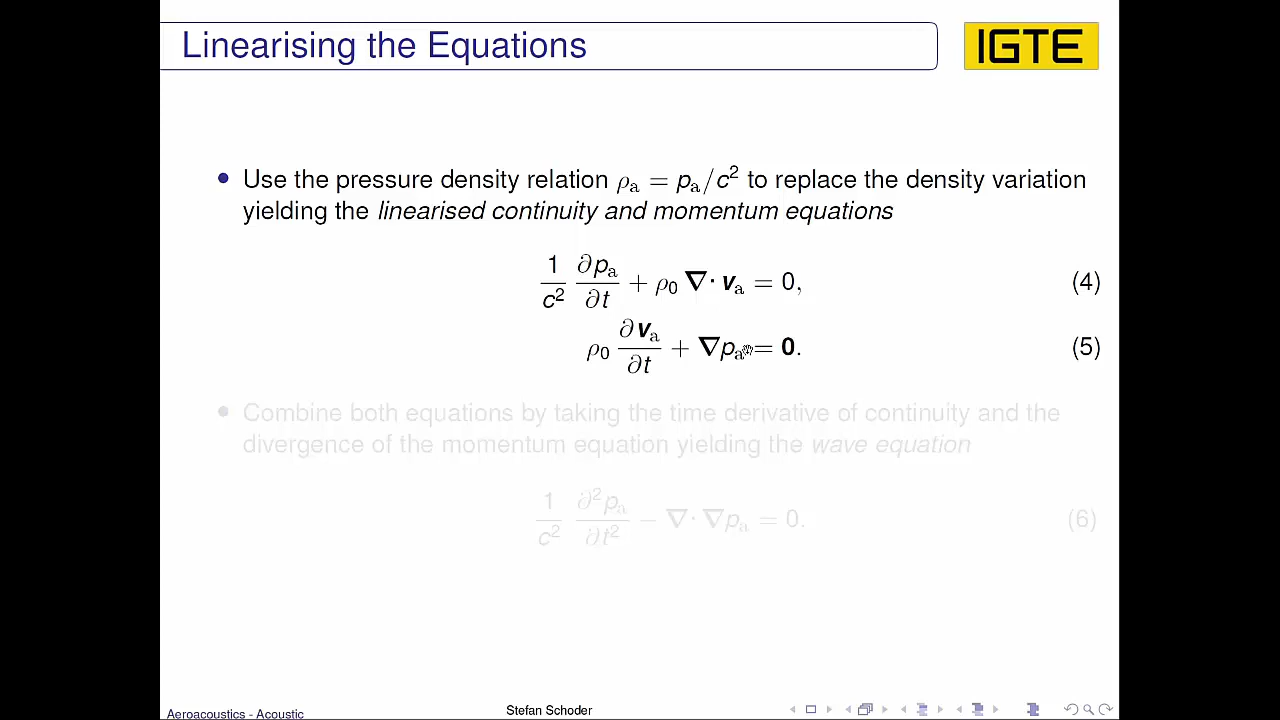 Linearising the Equations
IGTE
• Use the pressure density relation ρₐ = pₐ/c² to replace the density variation
yielding the linearised continuity and momentum equations
1/c² ∂pₐ/∂t + ρ₀ ∇· vₐ = 0, (4)
ρ₀ ∂vₐ/∂t + ∇pₐ = 0. (5)
• Combine both equations by taking the time derivative of continuity and the
divergence of the momentum equation yielding the wave equation
1/c² ∂²pₐ/∂t² − ∇· ∇pₐ = 0. (6)
Aeroacoustics - Acoustic
Stefan Schoder